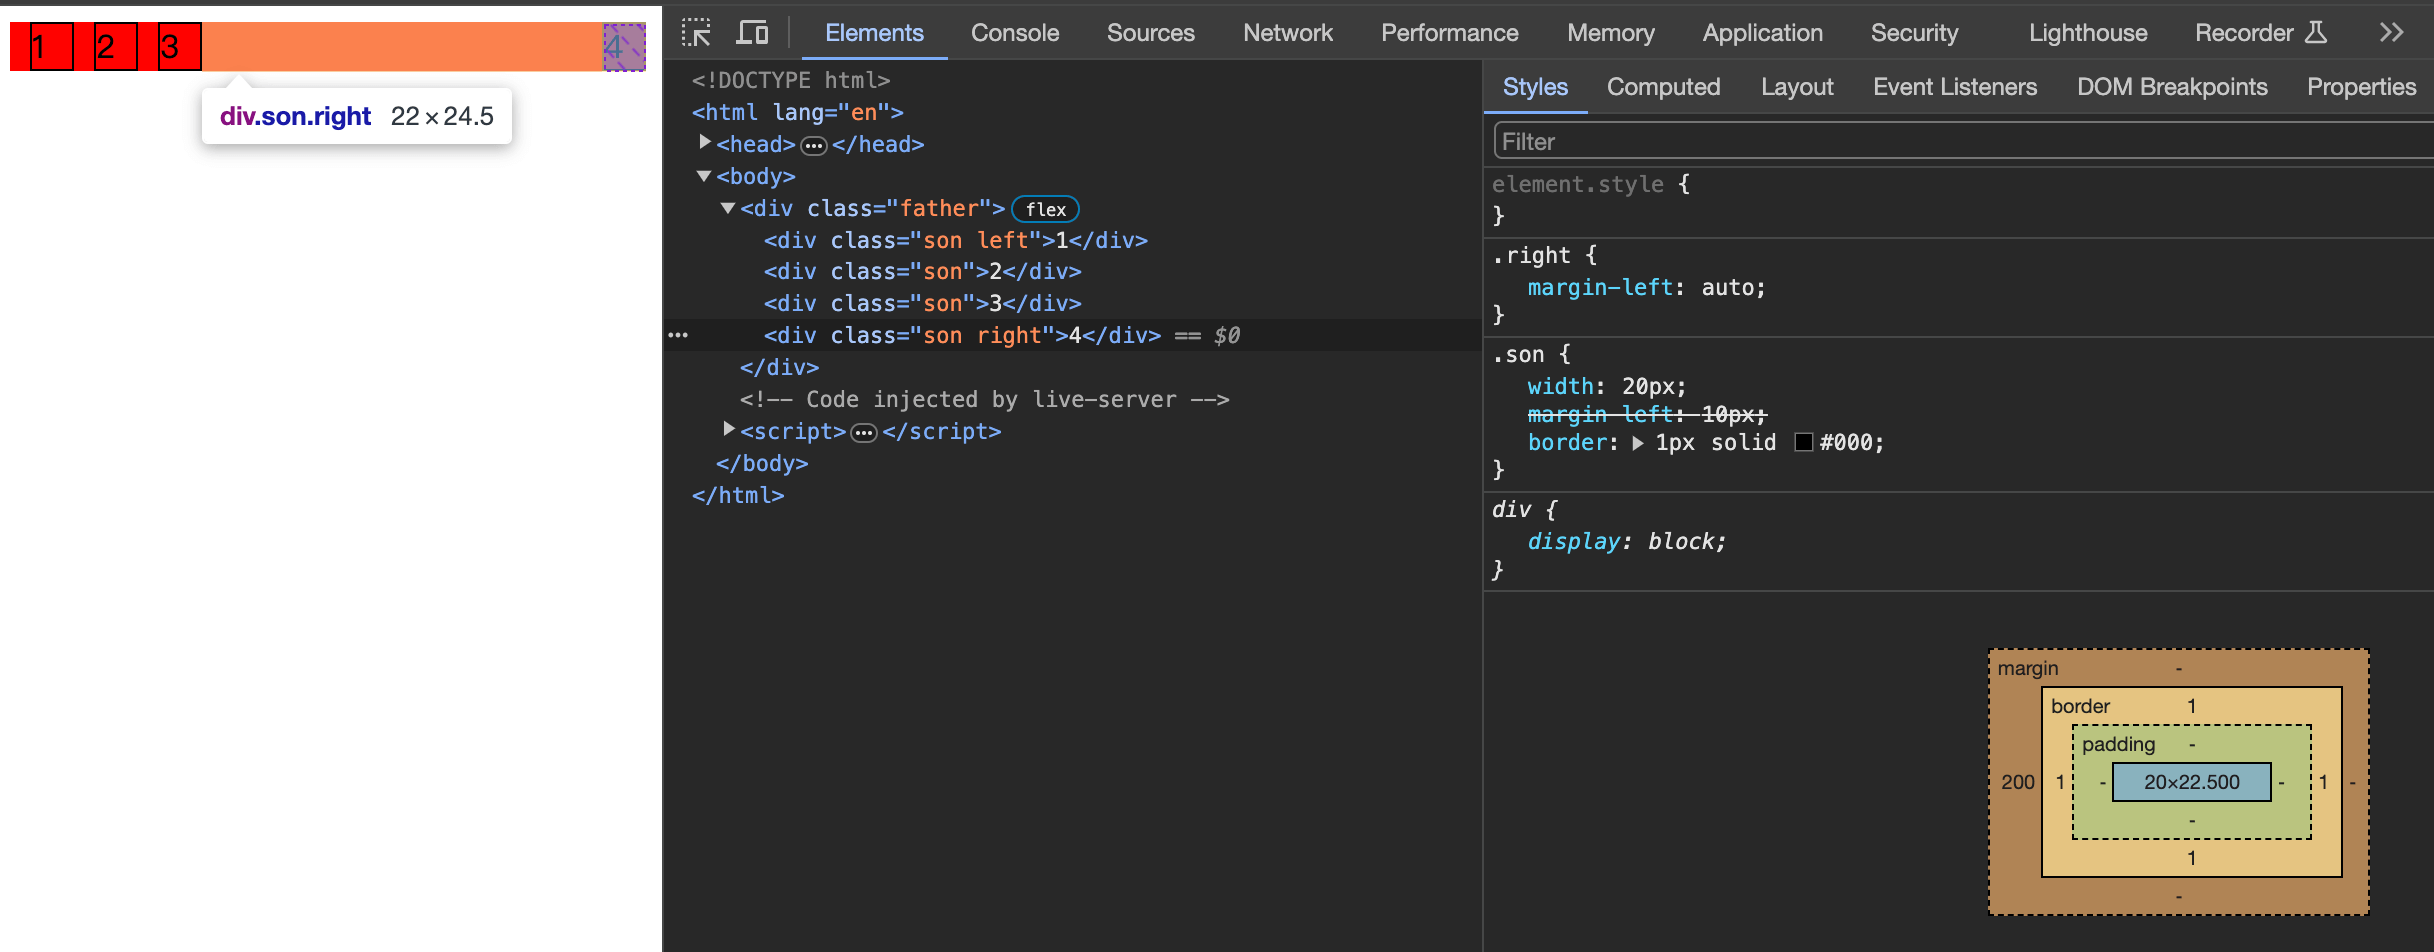 1 2 3 4
div.son.right 22 × 24.5
Elements Console Sources Network Performance Memory Application Security Lighthouse Recorder
<!DOCTYPE html>
<html lang="en">
<head> ••• </head>
<body>
<div class="father"> flex
<div class="son left">1</div>
<div class="son">2</div>
<div class="son">3</div>
••• <div class="son right">4</div> == $0
</div>
<!-- Code injected by live-server -->
<script> ••• </script>
</body>
</html>
Styles Computed Layout Event Listeners DOM Breakpoints Properties
Filter
element.style {
}
.right {
margin-left: auto;
}
.son {
width: 20px;
margin-left: 10px;
border: 1px solid #000;
}
div {
display: block;
}
margin -
border 1
padding -
200 1 - 20×22.500 - 1 -
-
1
-